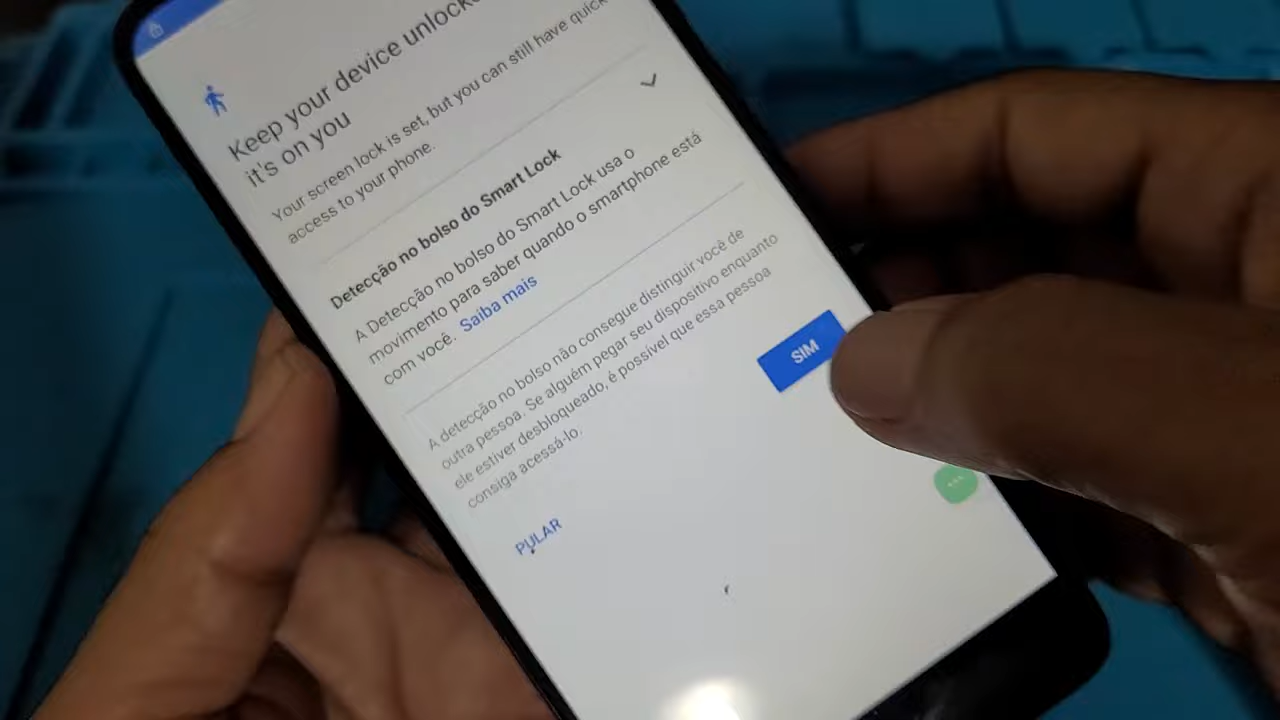 Keep your device unlocked
it's on you
Your screen lock is set, but you can still have quick
access to your phone.
Detecção no bolso do Smart Lock
A Detecção no bolso do Smart Lock usa o
movimento para saber quando o smartphone está
com você. Saiba mais
A detecção no bolso não consegue distinguir você de
outra pessoa. Se alguém pegar seu dispositivo enquanto
ele estiver desbloqueado, é possível que essa pessoa
consiga acessá-lo.
SIM
PULAR